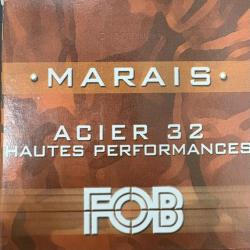 · MARAIS ·
ACIER 32
HAUTES PERFORMANCES
FOB